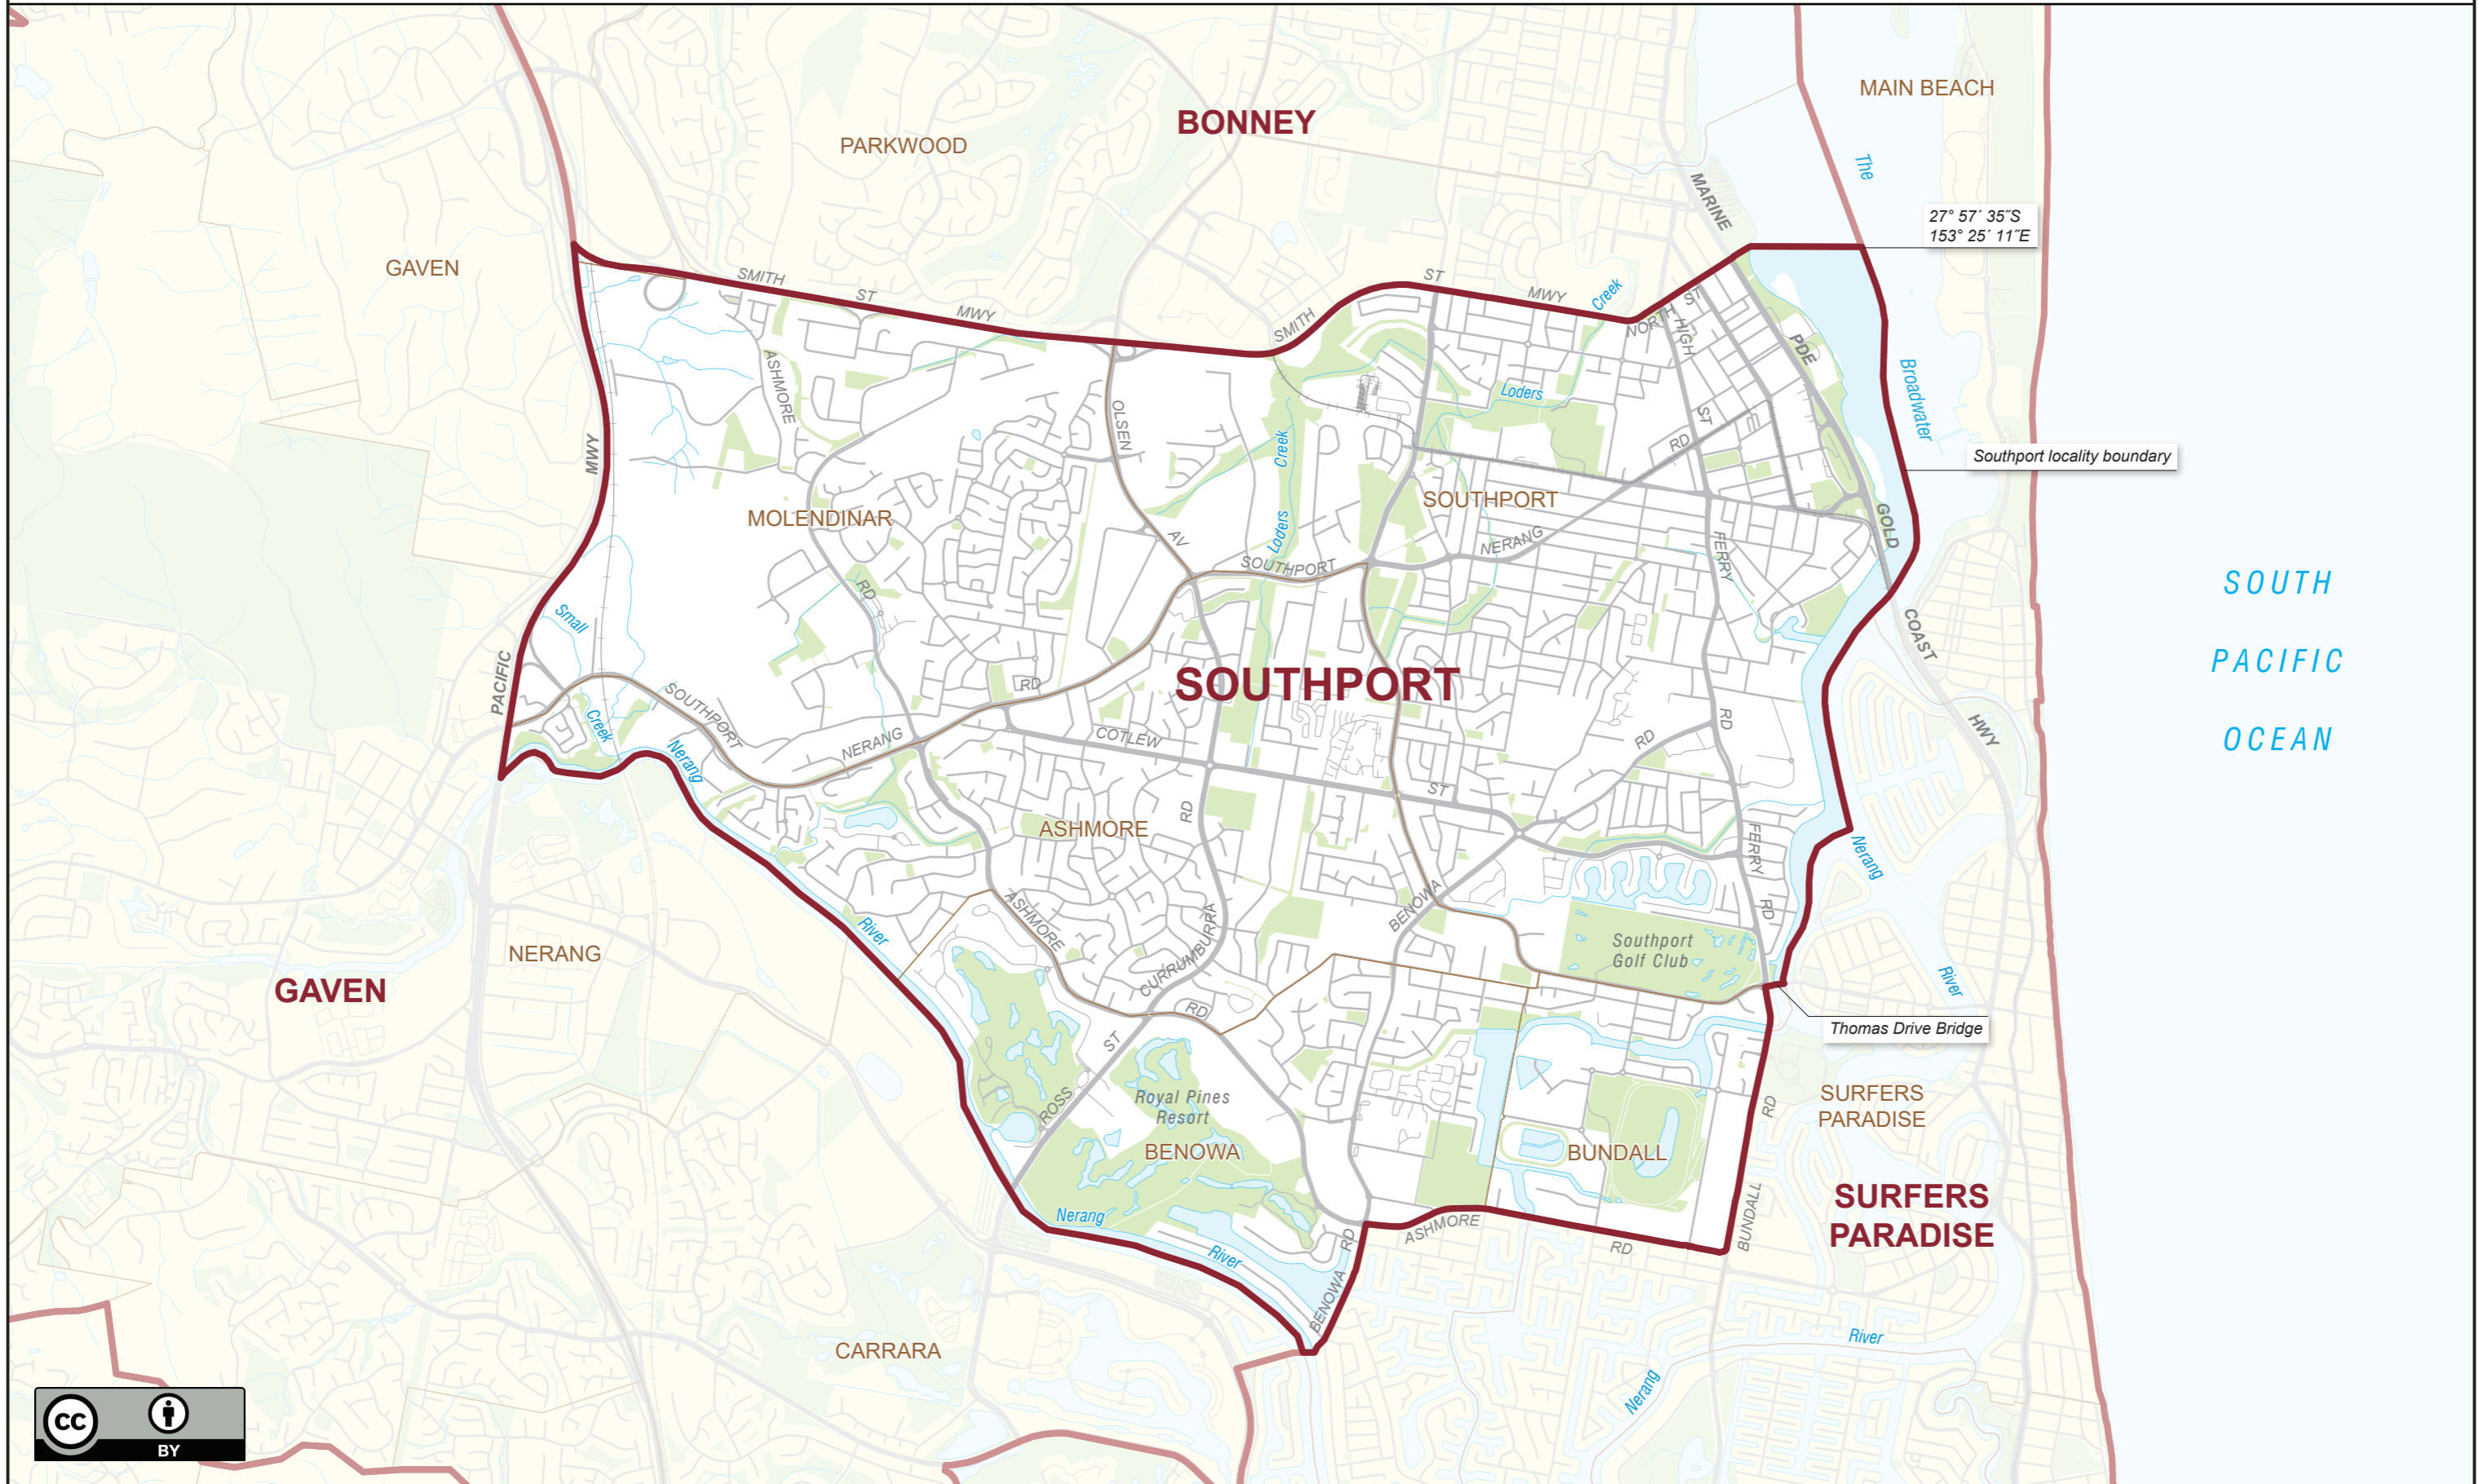 MAIN BEACH
BONNEY
PARKWOOD
The
MARINE
27° 57´ 35˝S
153° 25´ 11˝E
GAVEN
SMITH
ST
MWY
SMITH
ST
MWY
Creek
NORTH
ST
HIGH
ST
PDE
Broadwater
ASHMORE
OLSEN
Loders
Creek
Loders
RD
MWY
Southport locality boundary
MOLENDINAR
SOUTHPORT
AV
NERANG
GOLD
FERRY
SOUTHPORT
RD
SOUTH
PACIFIC
OCEAN
Small
COAST
HWY
PACIFIC
SOUTHPORT
SOUTHPORT
RD
Creek
Nerang
NERANG
COTLEW
RD
RD
ST
RD
ASHMORE
FERRY
Nerang
RD
BENOWA
ASHMORE
CURRUMBURRA
River
Southport
Golf Club
NERANG
GAVEN
River
RD
Thomas Drive Bridge
ST
ROSS
Royal Pines
Resort
BENOWA
BUNDALL
RD
SURFERS
PARADISE
SURFERS
PARADISE
Nerang
River
RD
BENOWA
ASHMORE
RD
BUNDALL
CARRARA
River
Nerang
CC
BY